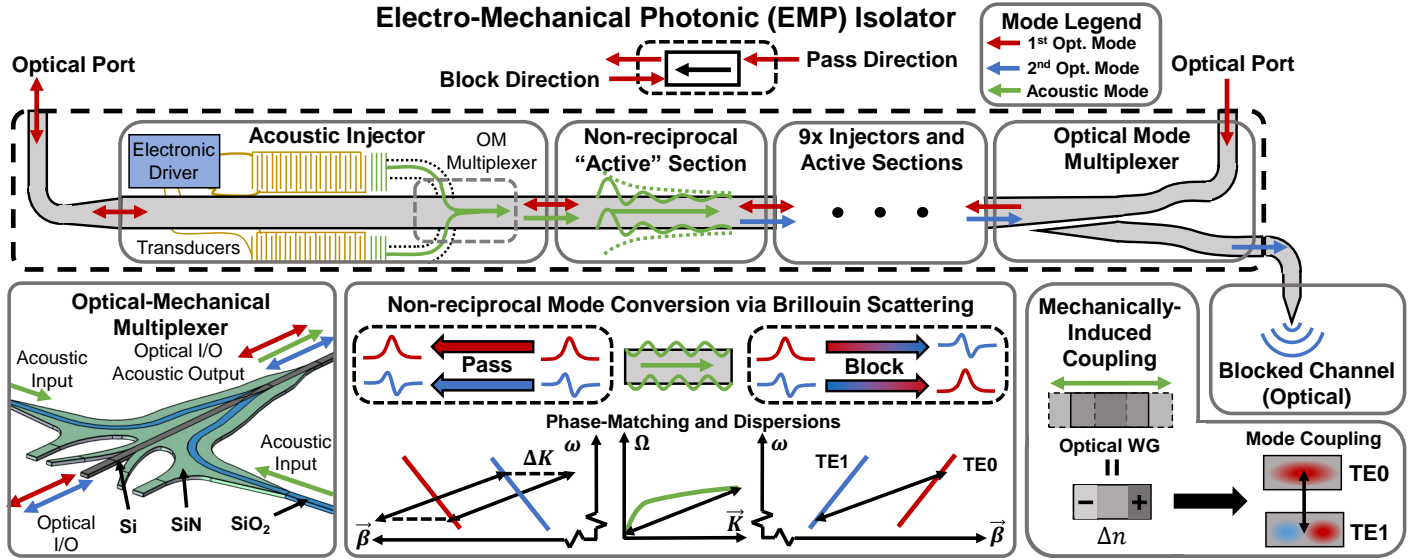 Electro-Mechanical Photonic (EMP) Isolator
Block Direction
Pass Direction
Mode Legend
1st Opt. Mode
2nd Opt. Mode
Acoustic Mode
Optical Port
Optical Port
Acoustic Injector
Electronic
Driver
OM
Multiplexer
Transducers
Non-reciprocal
“Active” Section
9x Injectors and
Active Sections
Optical Mode
Multiplexer
Optical-Mechanical
Multiplexer
Optical I/O
Acoustic Output
Acoustic
Input
Acoustic
Input
Optical
I/O
Si
SiN
SiO2
Non-reciprocal Mode Conversion via Brillouin Scattering
Pass
Block
Phase-Matching and Dispersions
ΔK
ω
β
Ω
K
ω
TE1
TE0
β
Mechanically-
Induced
Coupling
Optical WG
=
− +
Δn
Mode Coupling
TE0
TE1
Blocked Channel
(Optical)